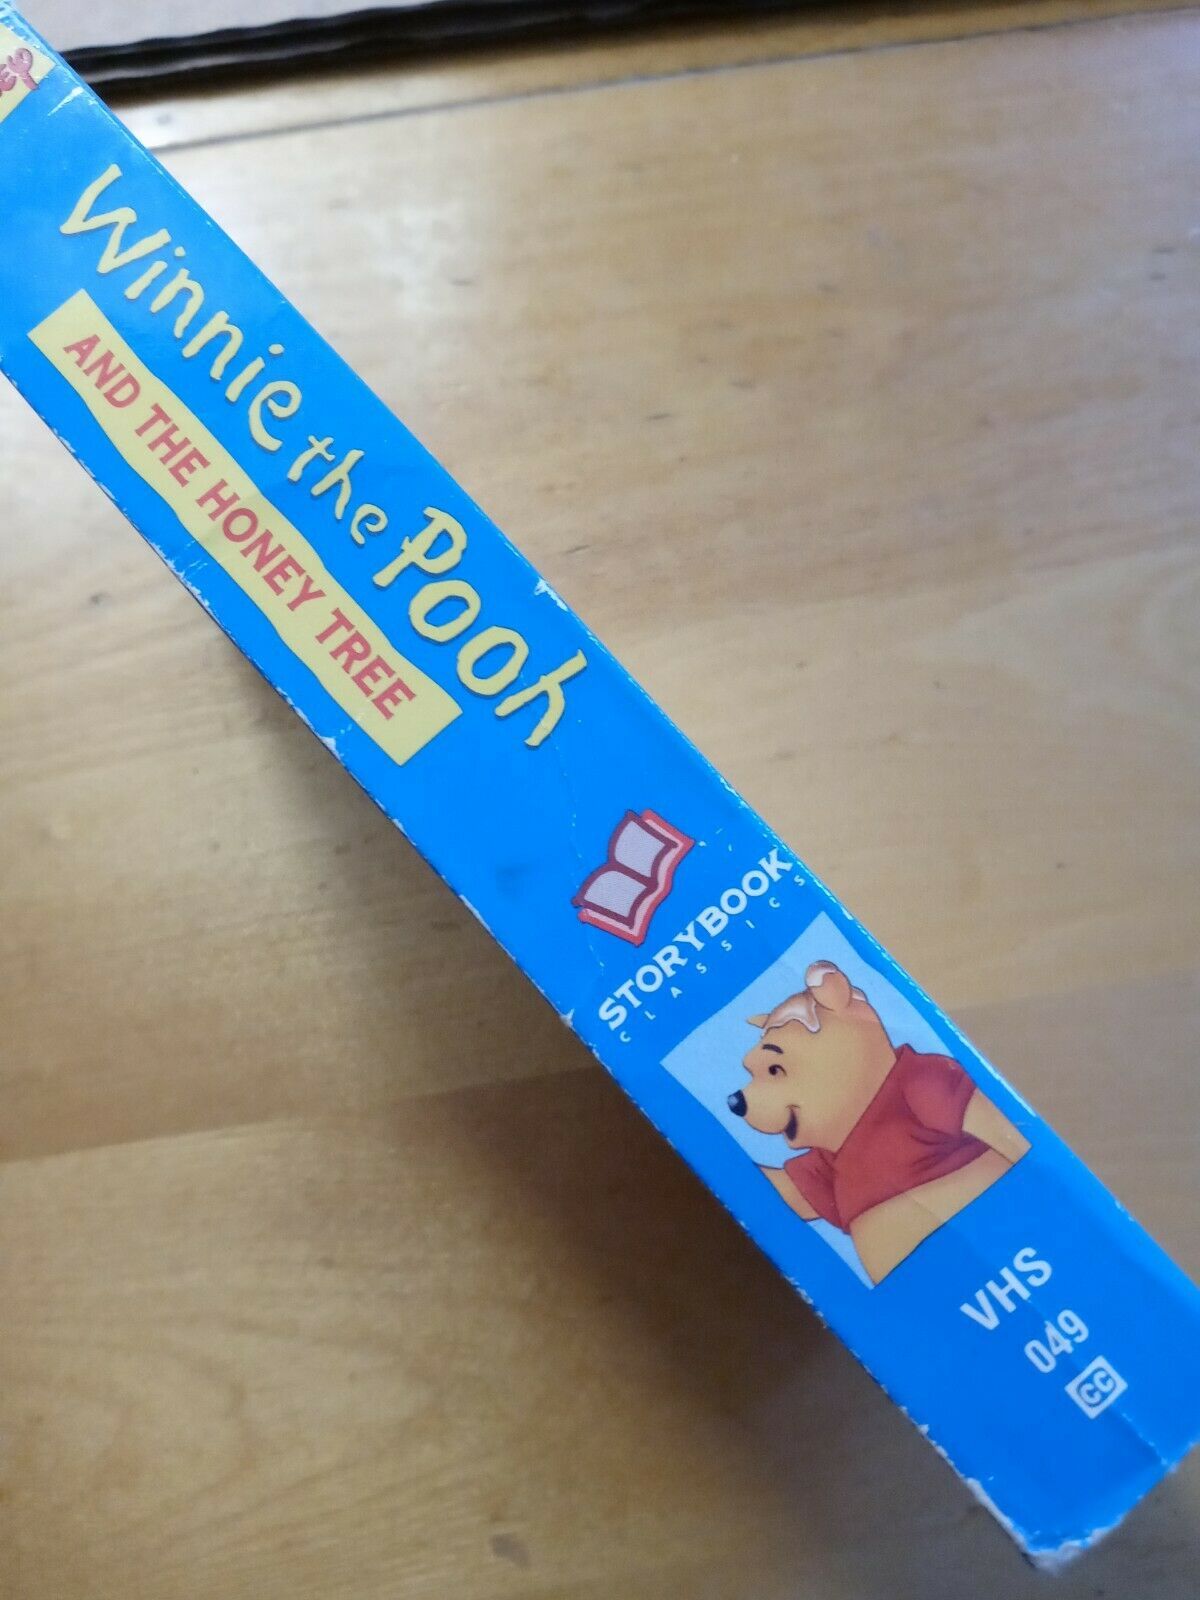 Winnie the Pooh
AND THE HONEY TREE
STORYBOOK
CLASSICS
VHS
049
CC